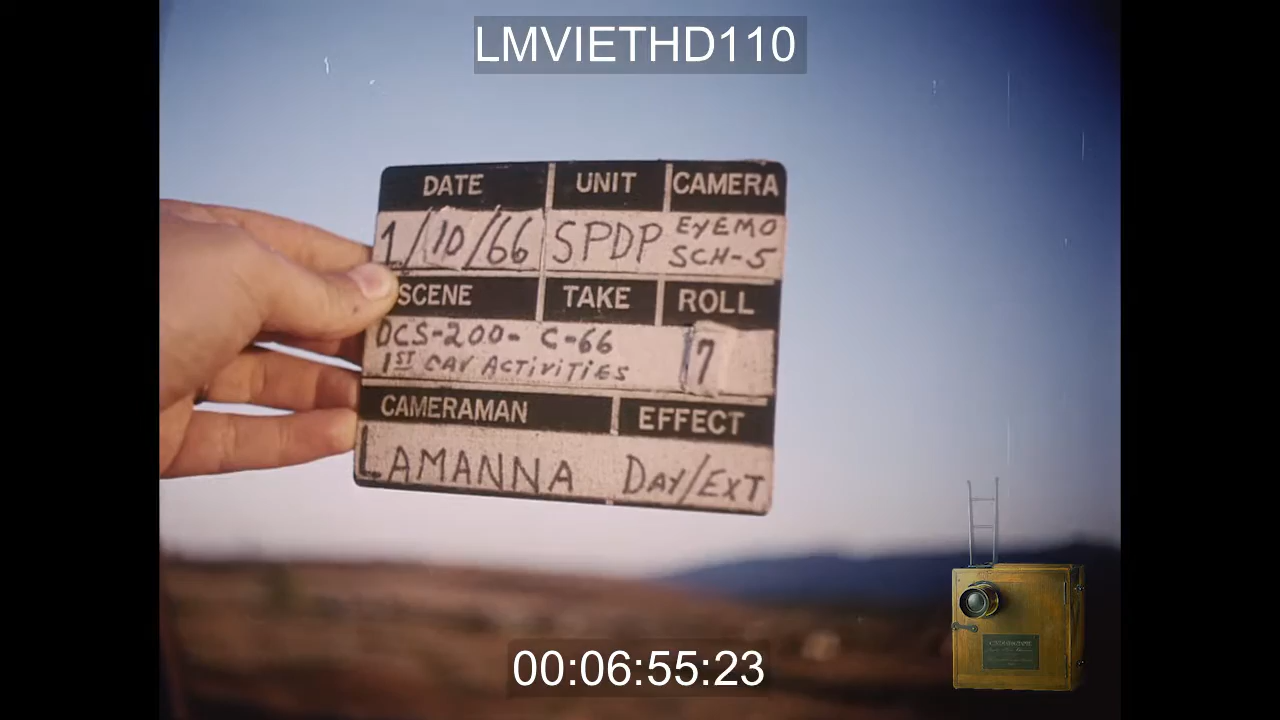 LMVIETHD110
DATE UNIT CAMERA
1/10/66 SPDP EYEMO
SCH-5
SCENE TAKE ROLL
DCS-200- C-66 7
1ST CAV ACTIVITIES
CAMERAMAN EFFECT
LAMANNA DAY/EXT
00:06:55:23